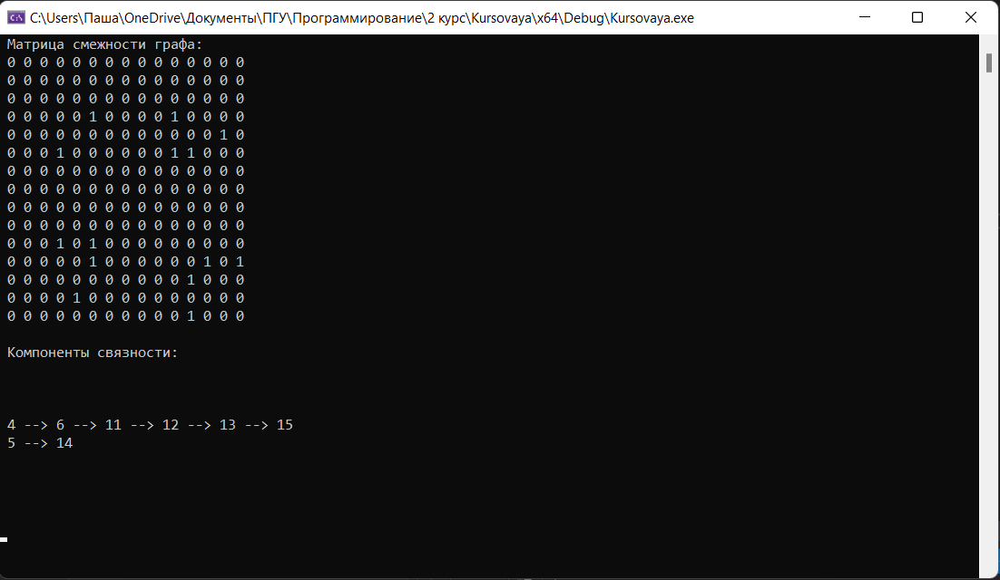 C:\Users\Паша\OneDrive\Документы\ПГУ\Программирование\2 курс\Kursovaya\x64\Debug\Kursovaya.exe
Матрица смежности графа:
0 0 0 0 0 0 0 0 0 0 0 0 0 0 0
0 0 0 0 0 0 0 0 0 0 0 0 0 0 0
0 0 0 0 0 0 0 0 0 0 0 0 0 0 0
0 0 0 0 0 1 0 0 0 0 1 0 0 0 0
0 0 0 0 0 0 0 0 0 0 0 0 0 1 0
0 0 0 1 0 0 0 0 0 0 1 1 0 0 0
0 0 0 0 0 0 0 0 0 0 0 0 0 0 0
0 0 0 0 0 0 0 0 0 0 0 0 0 0 0
0 0 0 0 0 0 0 0 0 0 0 0 0 0 0
0 0 0 0 0 0 0 0 0 0 0 0 0 0 0
0 0 0 1 0 1 0 0 0 0 0 0 0 0 0
0 0 0 0 0 1 0 0 0 0 0 0 1 0 1
0 0 0 0 0 0 0 0 0 0 0 1 0 0 0
0 0 0 0 1 0 0 0 0 0 0 0 0 0 0
0 0 0 0 0 0 0 0 0 0 0 1 0 0 0
Компоненты связности:
4 --> 6 --> 11 --> 12 --> 13 --> 15
5 --> 14